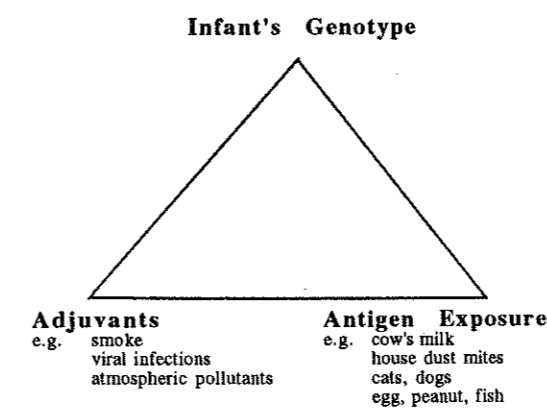 Infant's Genotype
Adjuvants
e.g. smoke
viral infections
atmospheric pollutants
Antigen Exposure
e.g. cow's milk
house dust mites
cats, dogs
egg, peanut, fish